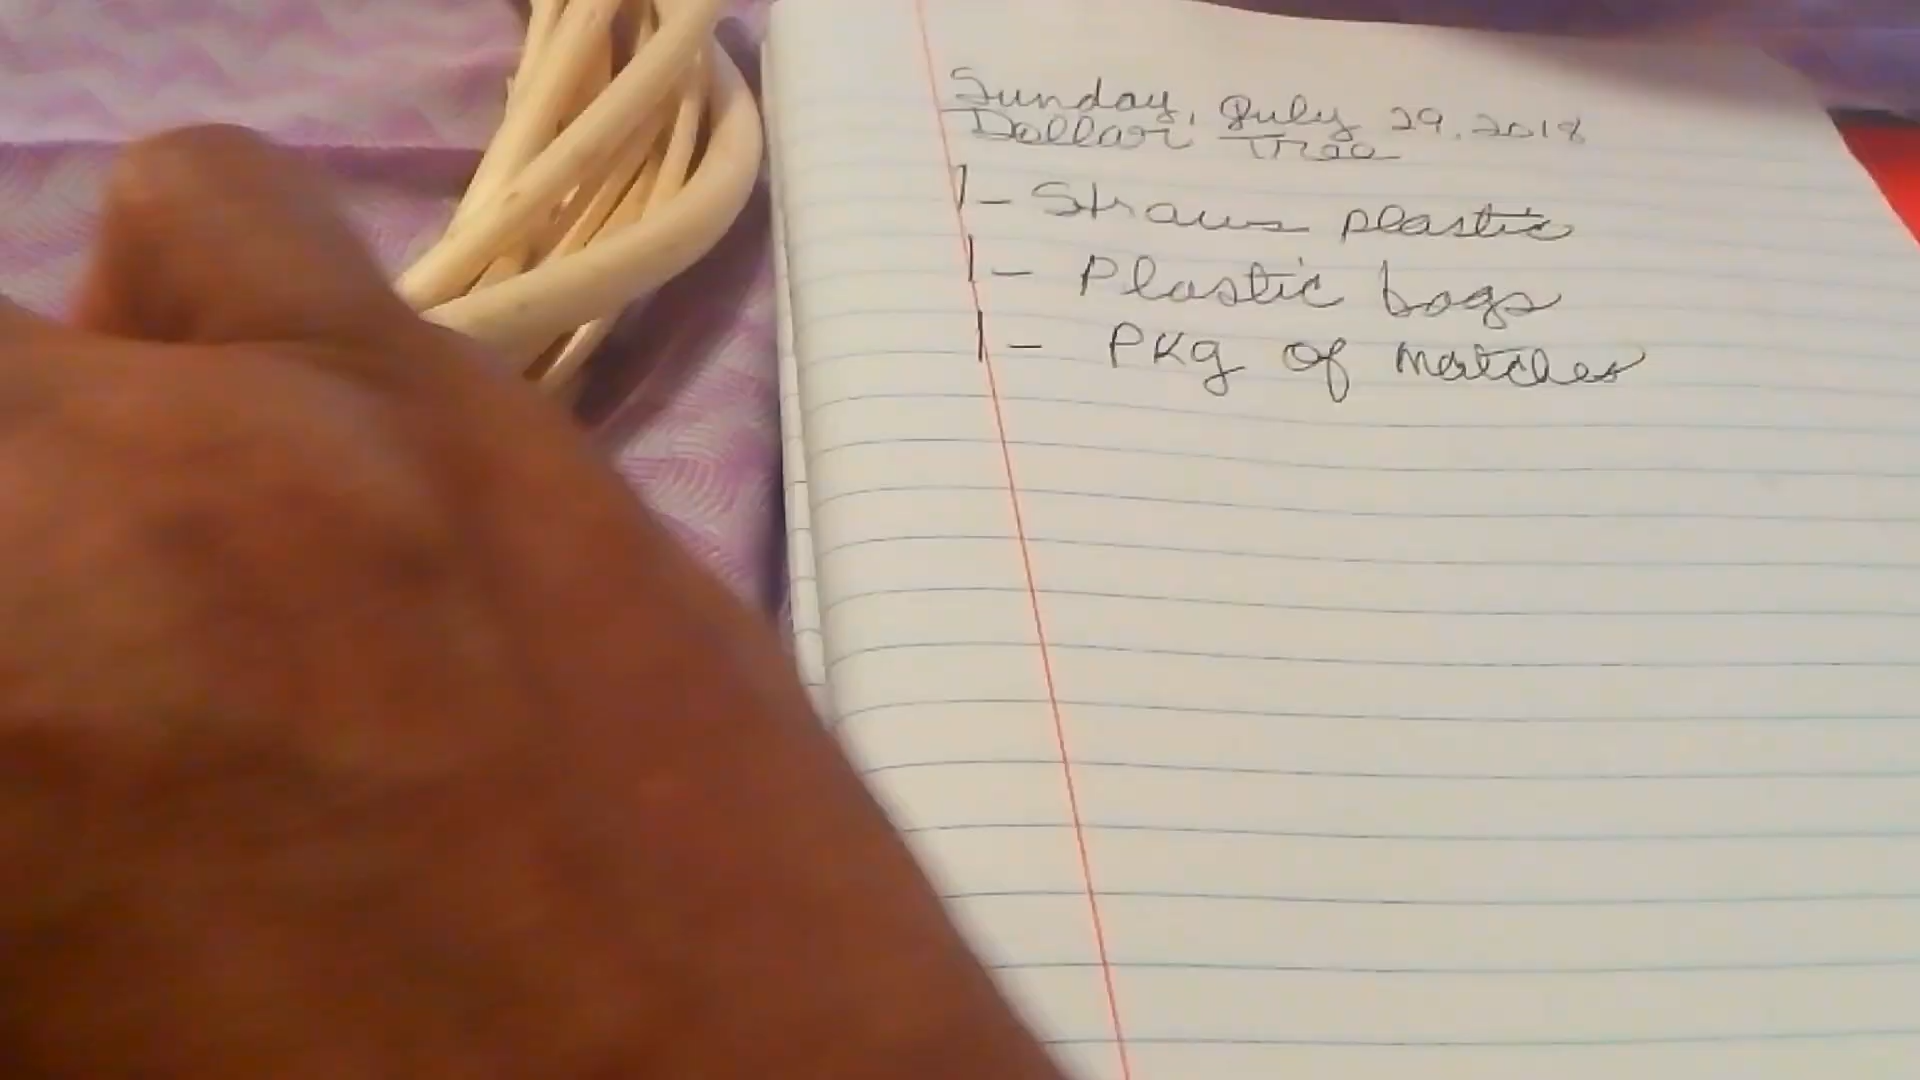 Sunday, July 29, 2018
Dollar Tree
1- Straws plastic
1- Plastic bags
1- PKg of matches